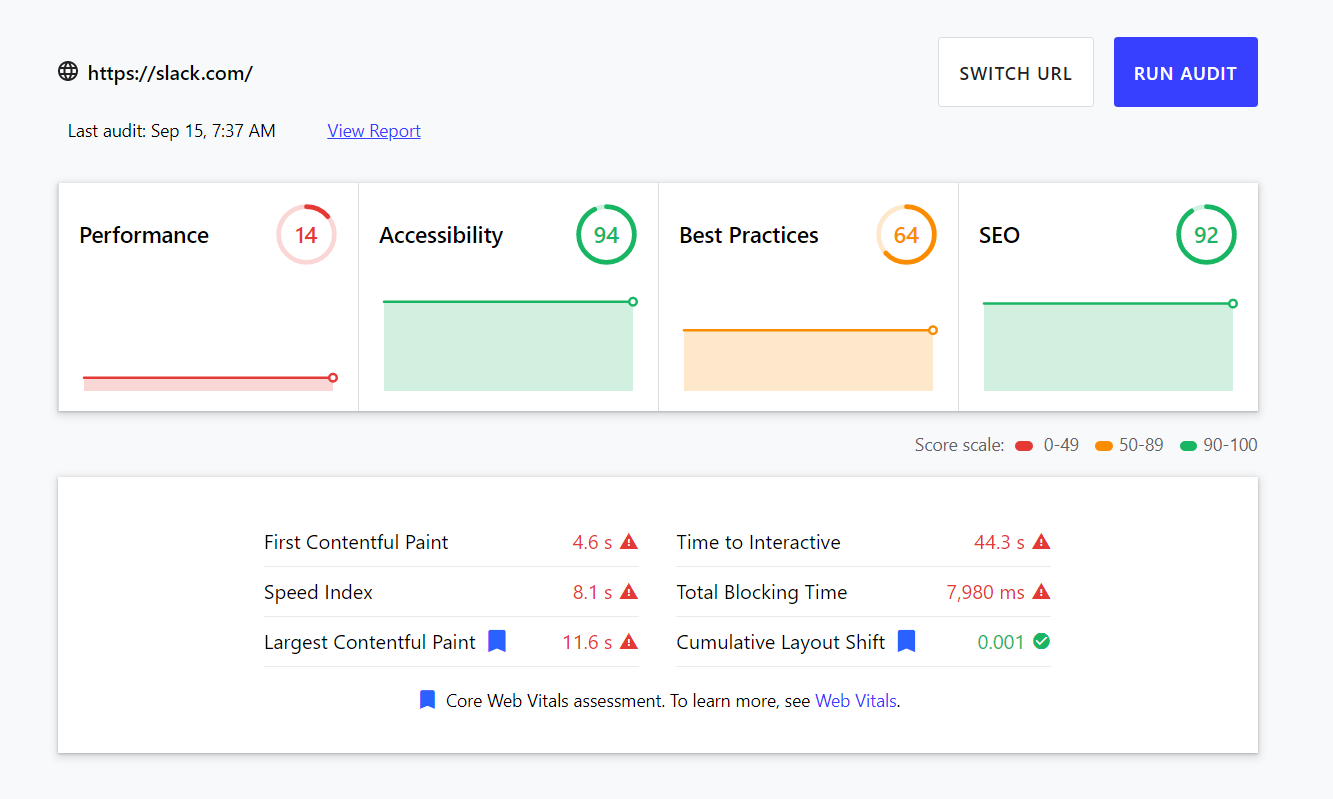 https://slack.com/
SWITCH URL
RUN AUDIT
Last audit: Sep 15, 7:37 AM
View Report
Performance
14
Accessibility
94
Best Practices
64
SEO
92
Score scale: 0-49 50-89 90-100
First Contentful Paint 4.6 s
Time to Interactive 44.3 s
Speed Index 8.1 s
Total Blocking Time 7,980 ms
Largest Contentful Paint 11.6 s
Cumulative Layout Shift 0.001
Core Web Vitals assessment. To learn more, see Web Vitals.